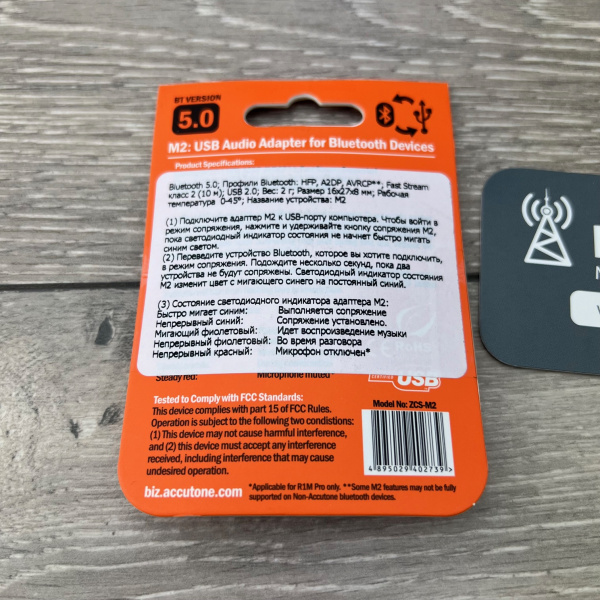 BT VERSION
5.0
M2: USB Audio Adapter for Bluetooth Devices
Product Specifications:
Bluetooth 5.0; Профили Bluetooth: HFP, A2DP, AVRCP**; Fast Stream
класс 2 (10 м); USB 2.0; Вес: 2 г; Размер 16x27x8 мм; Рабочая
температура 0-45°; Название устройства: M2
(1) Подключите адаптер M2 к USB-порту компьютера. Чтобы войти в
режим сопряжения, нажмите и удерживайте кнопку сопряжения M2,
пока световой индикатор состояния не начнет быстро мигать
синим светом.
(2) Переведите устройство Bluetooth, которое вы хотите подключить,
в режим сопряжения. Подождите несколько секунд, пока два
устройства не будут сопряжены. Светодиодный индикатор состояния
M2 изменит цвет с мигающего синего на постоянный синий.
(3) Состояние светодиодного индикатора адаптера M2:
Быстро мигает синим: Выполняется сопряжение
Непрерывный синий: Сопряжение установлено.
Мигающий фиолетовый: Идет воспроизведение музыки
Непрерывный фиолетовый: Во время разговора
Непрерывный красный: Микрофон отключен*
Steady red: Microphone muted*
CERTIFIED USB
Tested to Comply with FCC Standards:
This device complies with part 15 of FCC Rules.
Operation is subject to the following two condistions:
(1) This device may not cause harmful interference,
and (2) this device must accept any interference
received, including interference that may cause
undesired operation.
Model No: ZCS-M2
4 895029 402739 >
biz.accutone.com
*Applicable for R1M Pro only. **Some M2 features may not be fully
supported on Non-Accutone bluetooth devices.